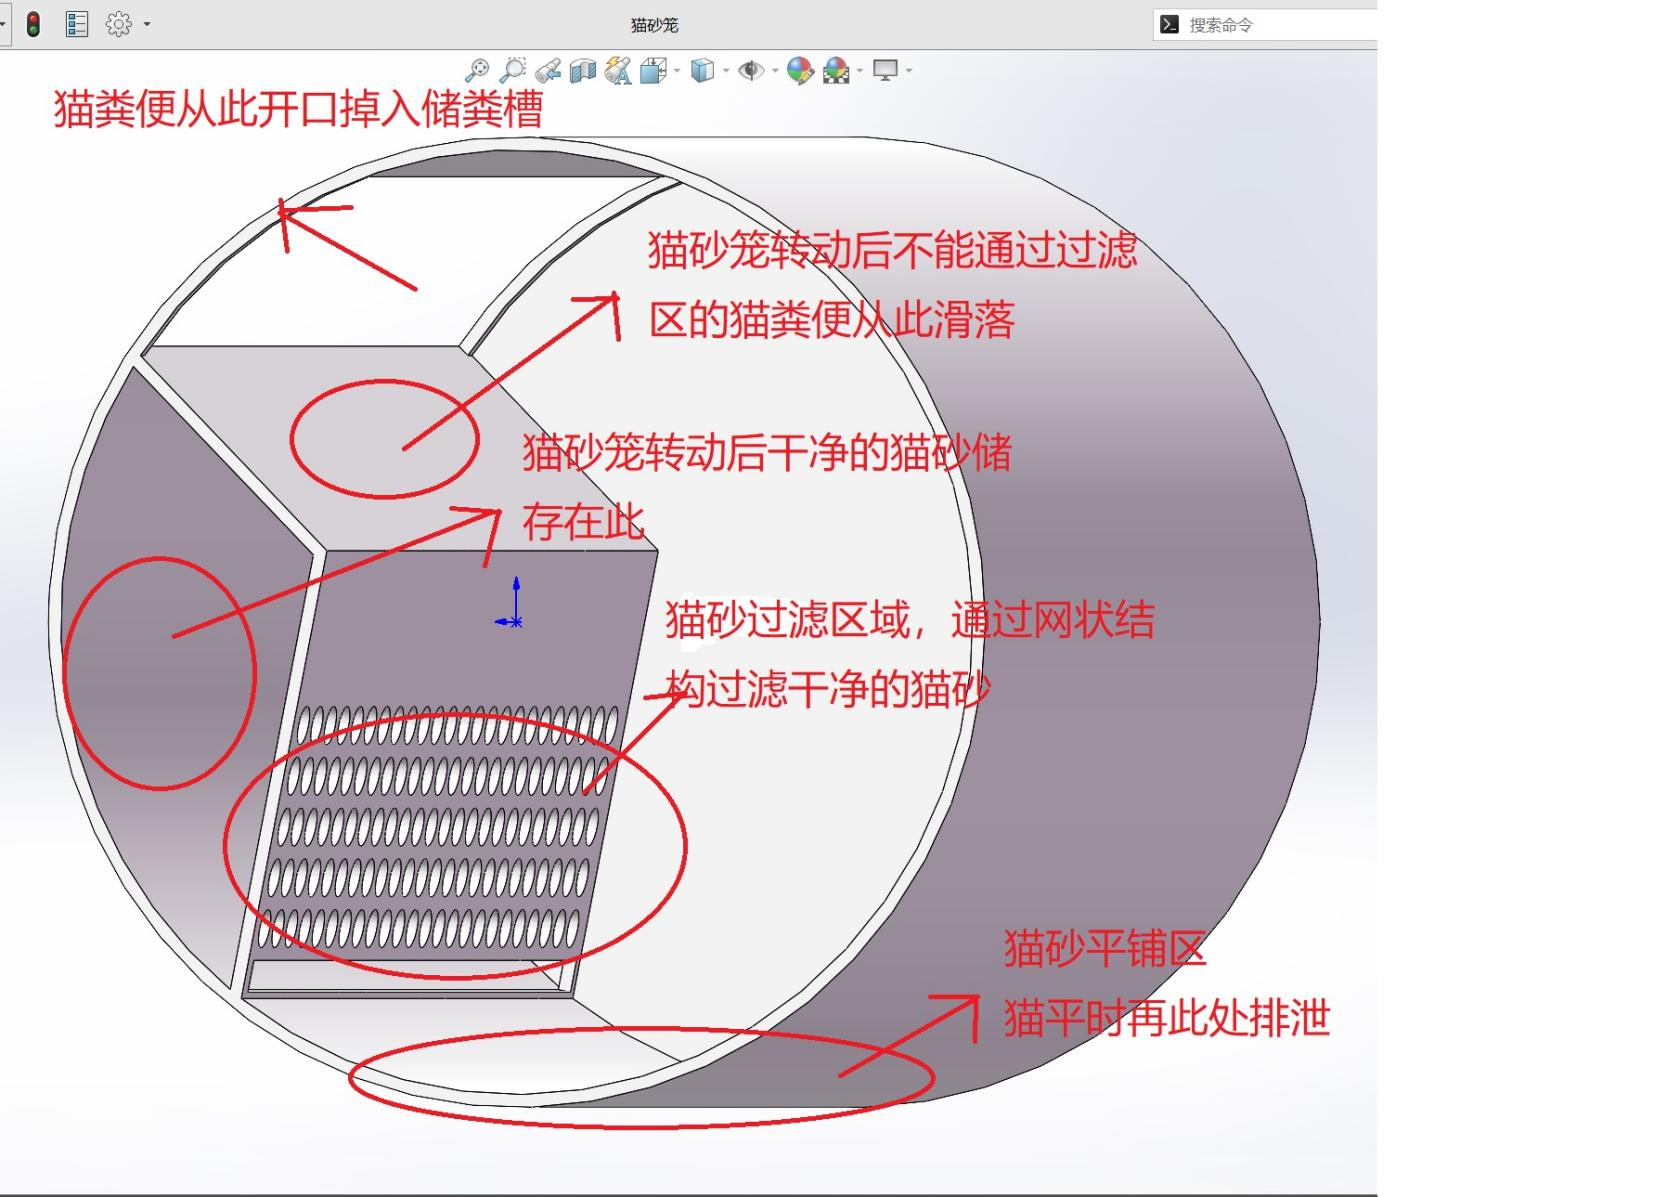 猫砂笼
搜索命令
猫粪便从此开口掉入储粪槽
猫砂笼转动后不能通过过滤
区的猫粪便从此滑落
猫砂笼转动后干净的猫砂储
存在此
猫砂过滤区域，通过网状结
构过滤干净的猫砂
猫砂平铺区
猫平时再此处排泄